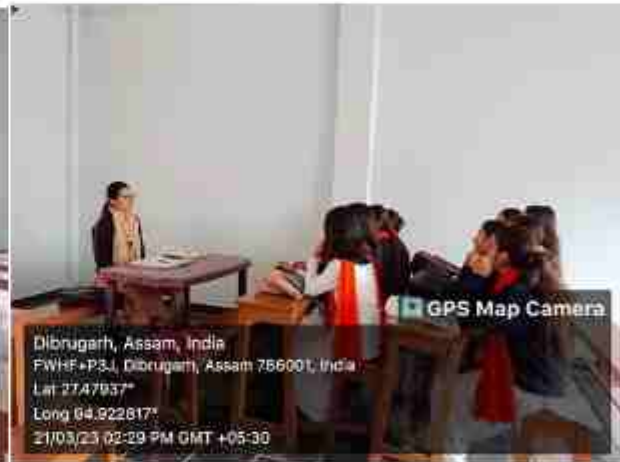 GPS Map Camera
Dibrugarh, Assam, India
FWHF+P3J, Dibrugarh, Assam 786001, India
Lat 27.47937°
Long 94.922817°
21/03/23 02:29 PM GMT +05:30